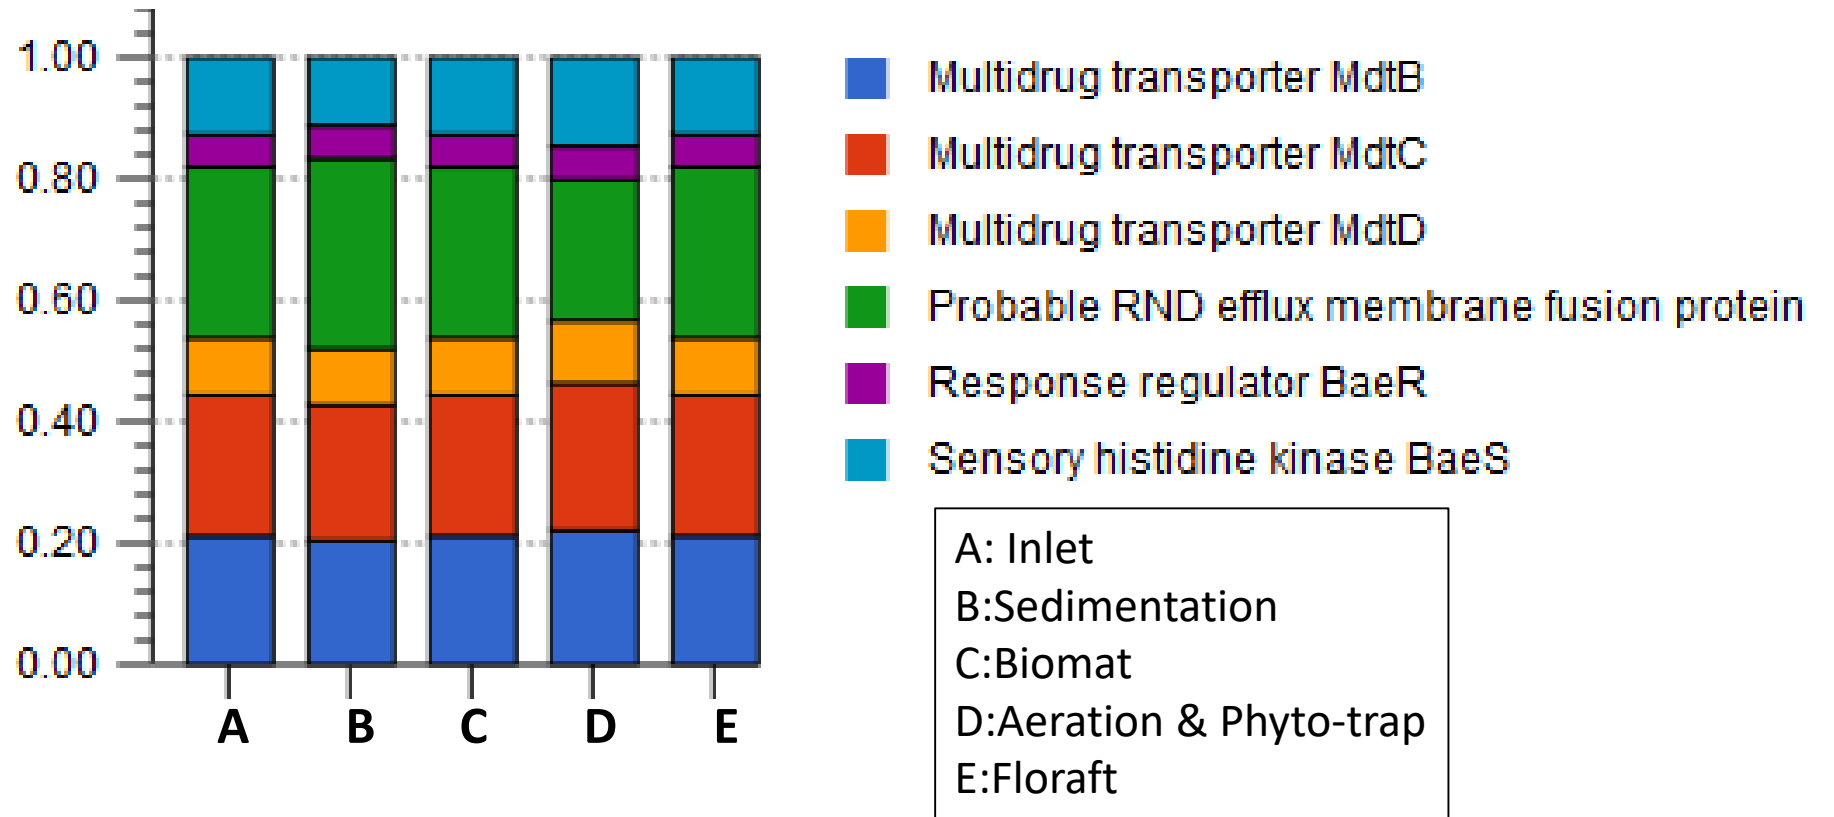 1.00
0.80
0.60
0.40
0.20
0.00
A B C D E
Multidrug transporter MdtB
Multidrug transporter MdtC
Multidrug transporter MdtD
Probable RND efflux membrane fusion protein
Response regulator BaeR
Sensory histidine kinase BaeS
A: Inlet
B:Sedimentation
C:Biomat
D:Aeration & Phyto-trap
E:Floraft